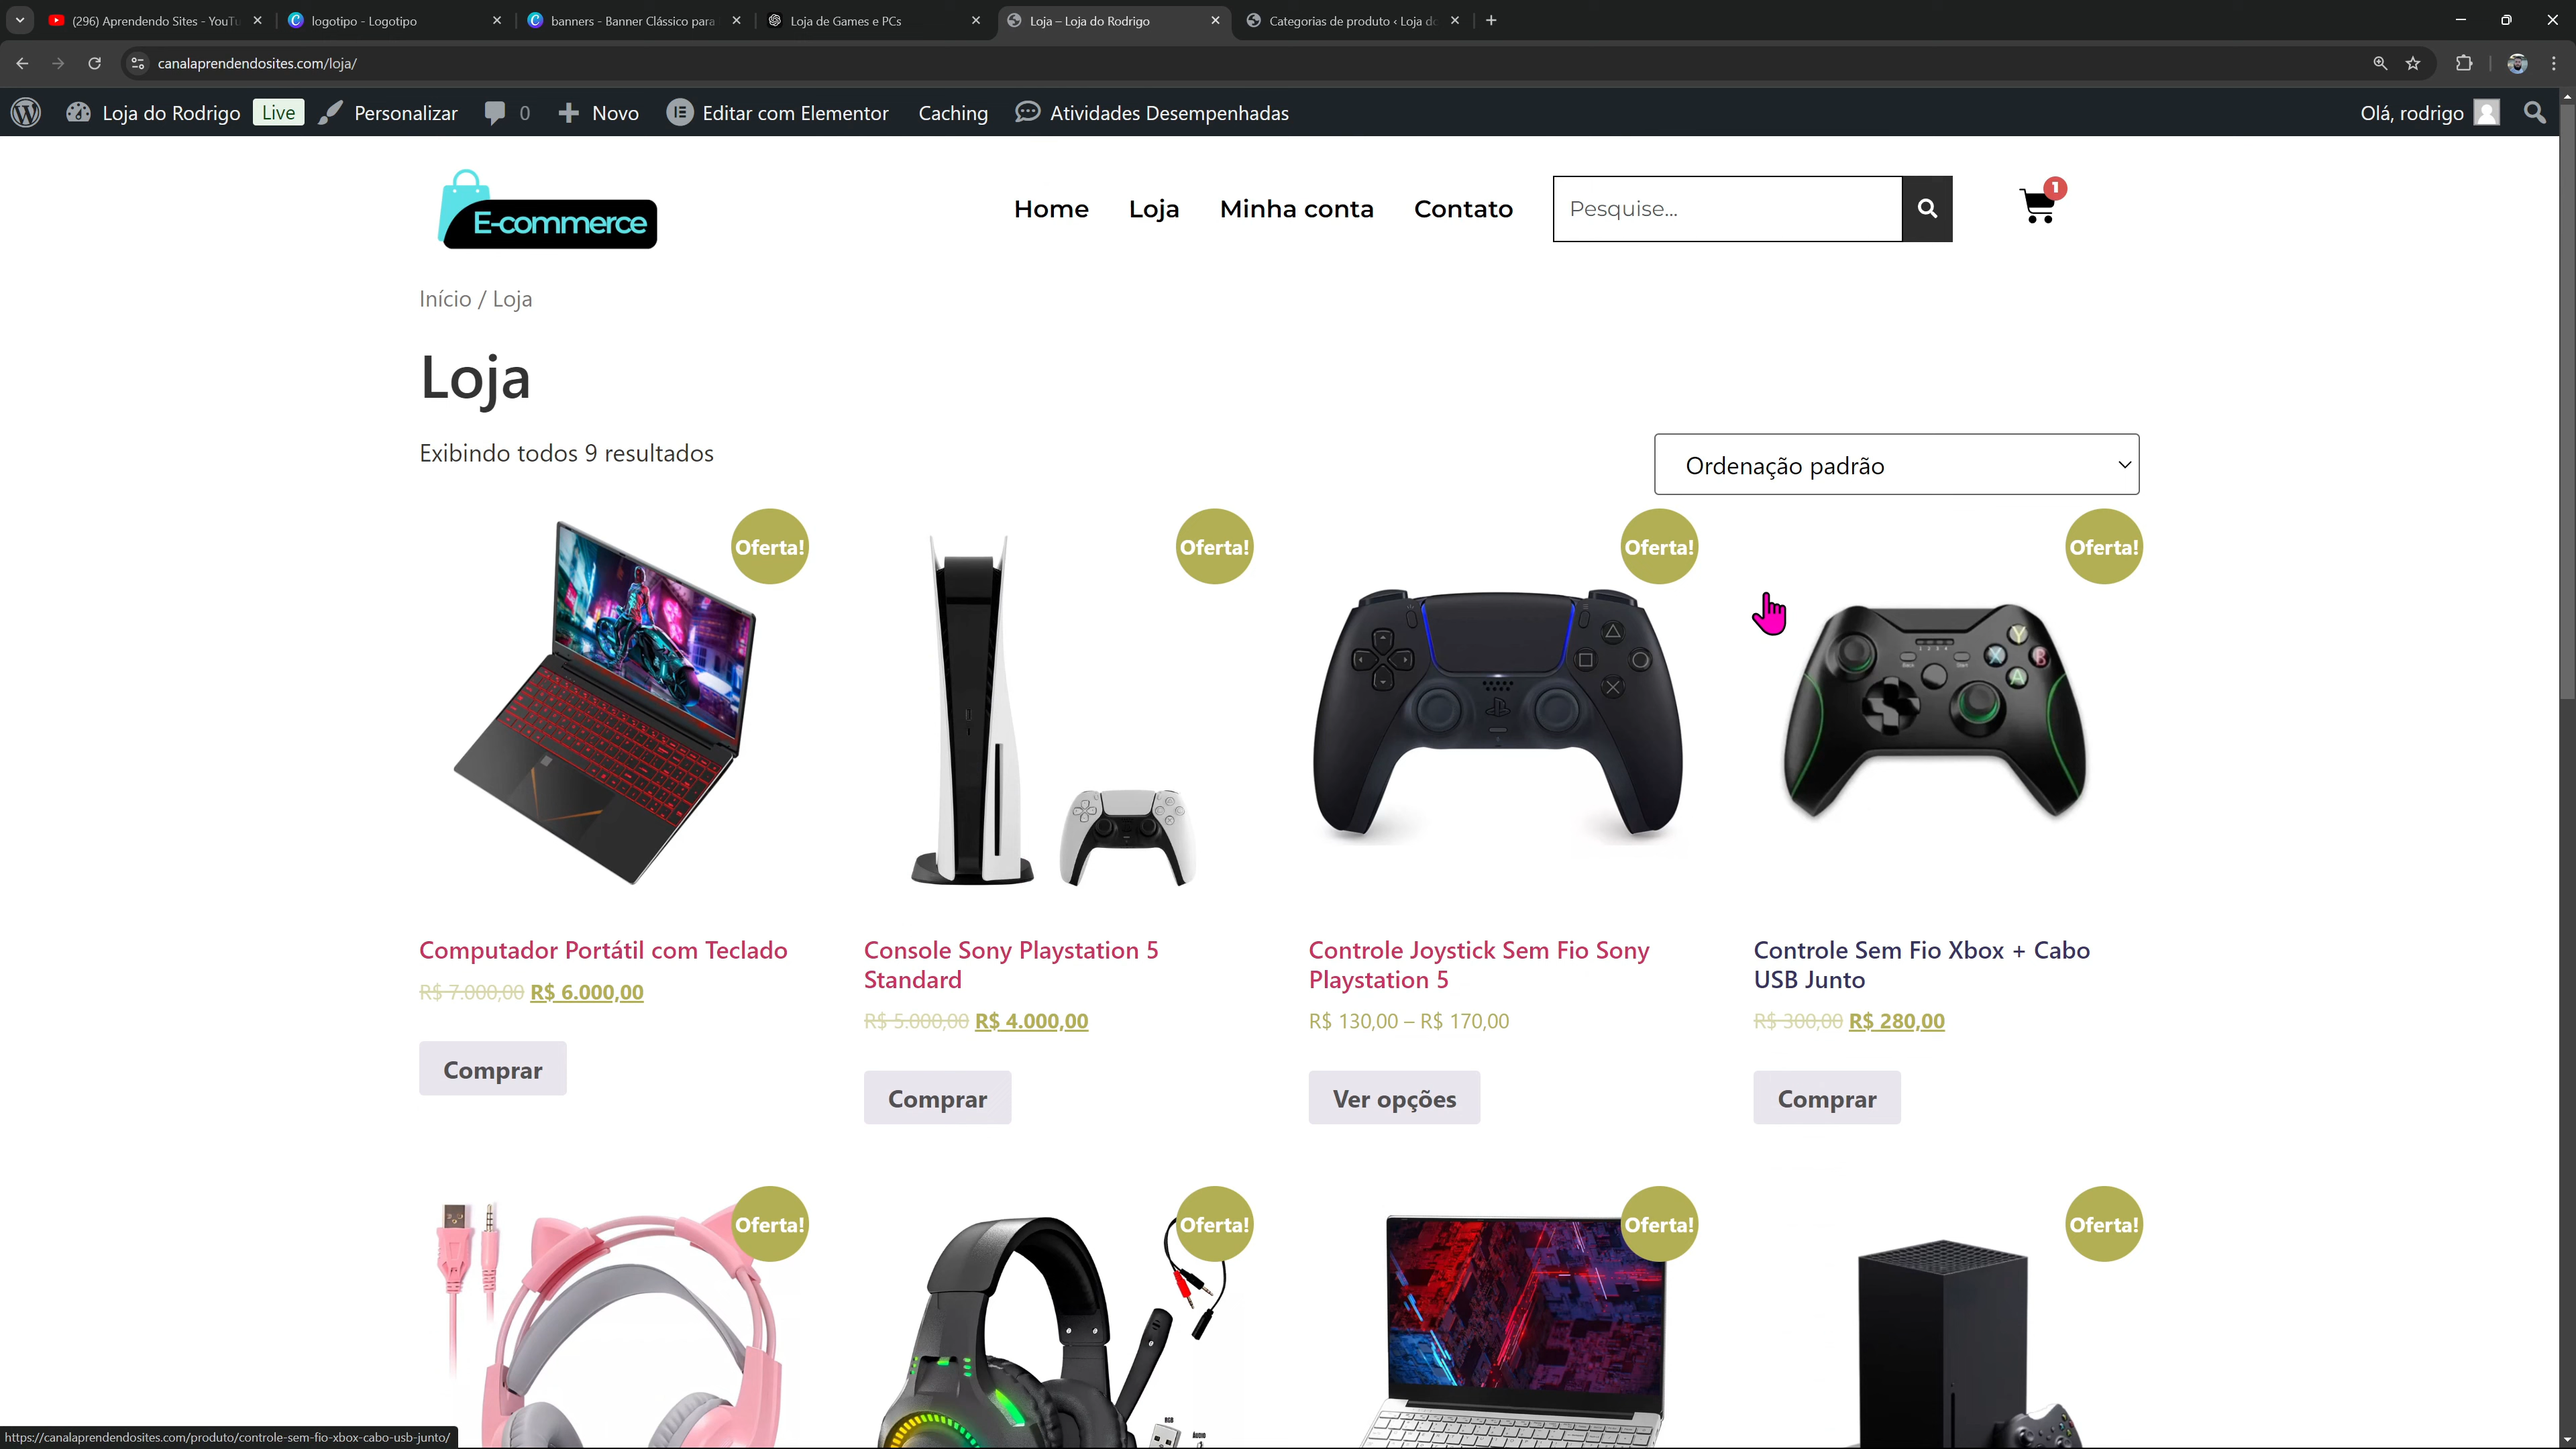 (296) Aprendendo Sites - YouTu
logotipo - Logotipo
banners - Banner Clássico para
Loja de Games e PCs
Loja – Loja do Rodrigo
Categorias de produto ‹ Loja do
canalaprendendosites.com/loja/
Loja do Rodrigo Live Personalizar 0 Novo Editar com Elementor Caching Atividades Desempenhadas Olá, rodrigo
E-commerce
Home Loja Minha conta Contato Pesquise... 1
Início / Loja
Loja
Exibindo todos 9 resultados
Ordenação padrão
Oferta! Oferta! Oferta! Oferta!
Y
X B
A
Computador Portátil com Teclado
R$ 7.000,00 R$ 6.000,00
Comprar
Console Sony Playstation 5
Standard
R$ 5.000,00 R$ 4.000,00
Comprar
Controle Joystick Sem Fio Sony
Playstation 5
R$ 130,00 – R$ 170,00
Ver opções
Controle Sem Fio Xbox + Cabo
USB Junto
R$ 300,00 R$ 280,00
Comprar
Oferta! Oferta! Oferta! Oferta!
RGB
ÁUDIO
https://canalaprendendosites.com/produto/controle-sem-fio-xbox-cabo-usb-junto/